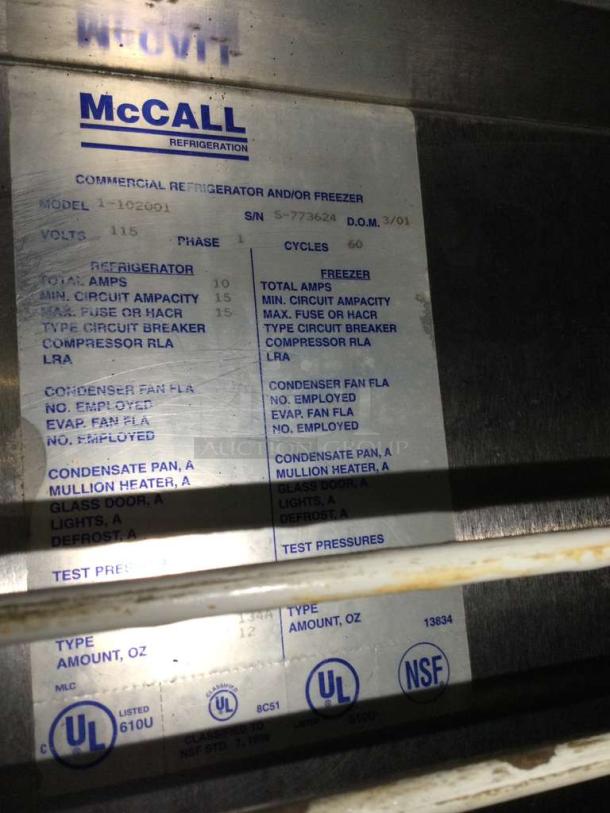 McCALL
REFRIGERATION
COMMERCIAL REFRIGERATOR AND/OR FREEZER
MODEL 1-102001
S/N S-773624 D.O.M. 3/01
VOLTS 115 PHASE 1 CYCLES 60
REFRIGERATOR
TOTAL AMPS 10
MIN. CIRCUIT AMPACITY 15
MAX. FUSE OR HACR 15
TYPE CIRCUIT BREAKER
COMPRESSOR RLA
LRA
CONDENSER FAN FLA
NO. EMPLOYED
EVAP. FAN FLA
NO. EMPLOYED
CONDENSATE PAN, A
MULLION HEATER, A
GLASS DOOR, A
LIGHTS, A
DEFROST, A
TEST PRES
134A
TYPE 12
AMOUNT, OZ
FREEZER
TOTAL AMPS
MIN. CIRCUIT AMPACITY
MAX. FUSE OR HACR
TYPE CIRCUIT BREAKER
COMPRESSOR RLA
LRA
CONDENSER FAN FLA
NO. EMPLOYED
EVAP. FAN FLA
NO. EMPLOYED
CONDENSATE PAN, A
MULLION HEATER, A
GLASS DOOR, A
LIGHTS, A
DEFROST, A
TEST PRESSURES
TYPE
AMOUNT, OZ 13834
AUCTION GROUP
MLC
C UL ® LISTED 610U
CLASSIFIED UL ® 8C51
CLASSIFIED TO
NSF STD. 7,
UL ®
NSF